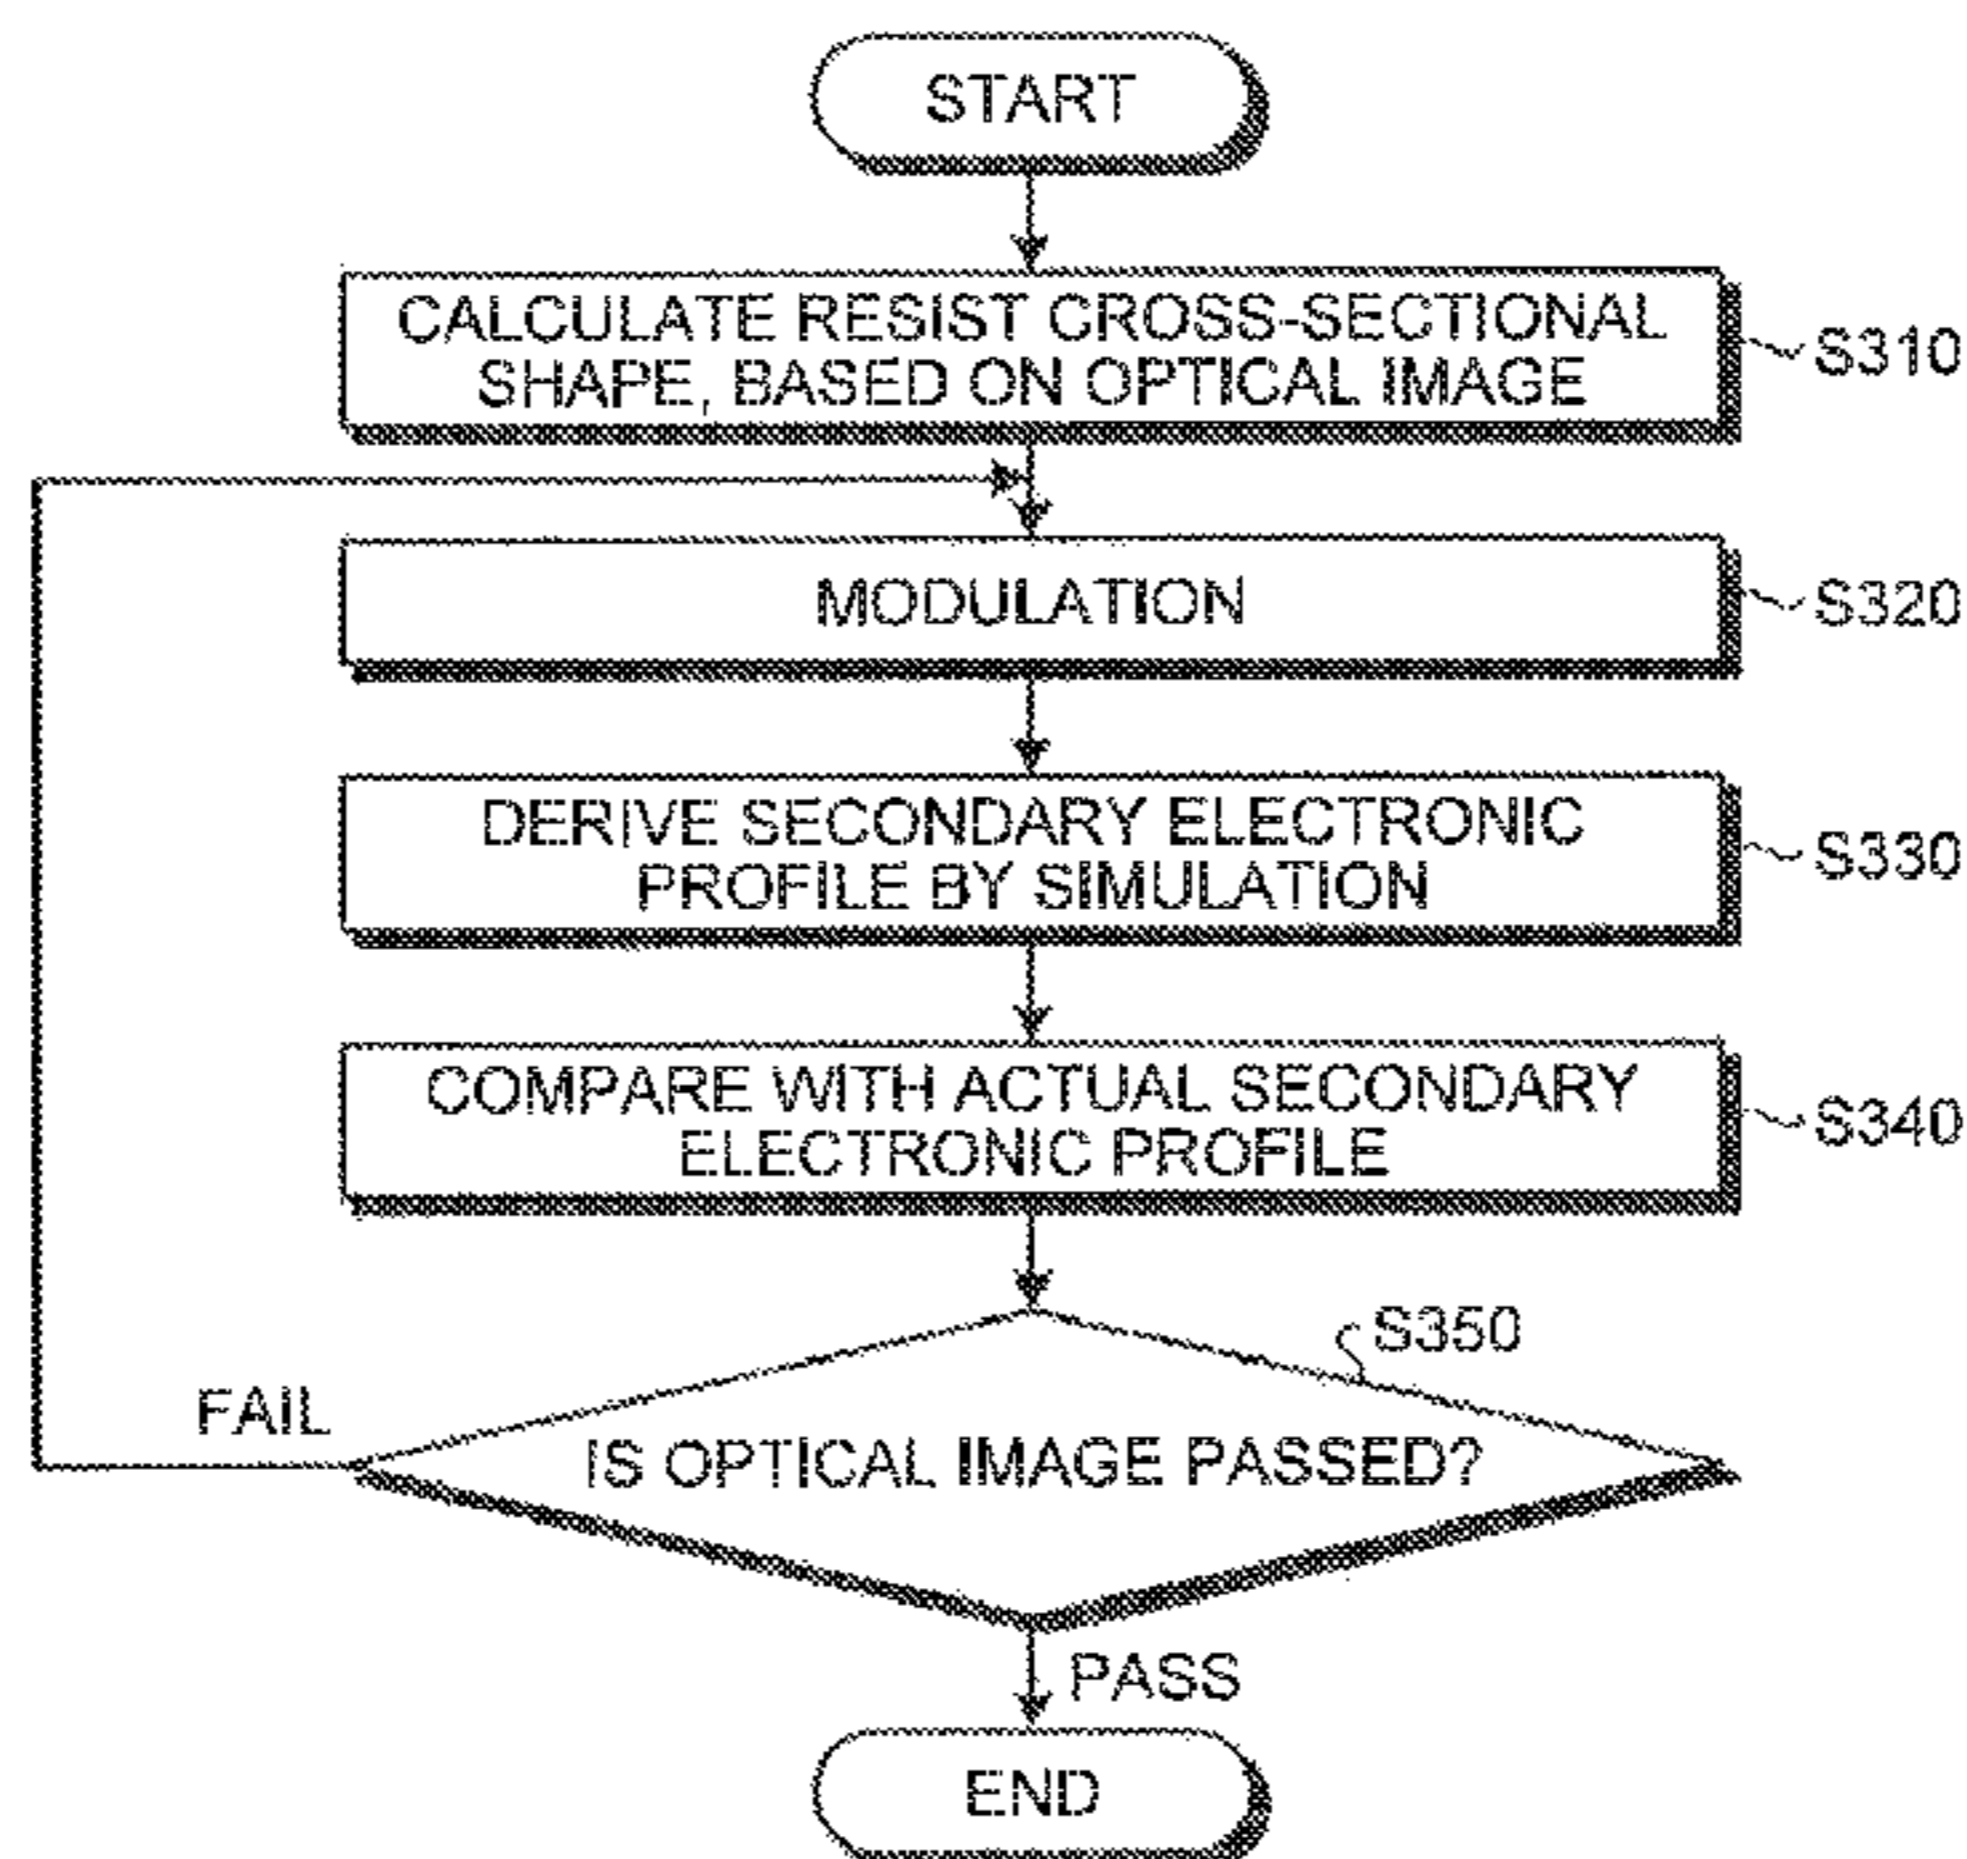 START
CALCULATE RESIST CROSS-SECTIONAL
SHAPE, BASED ON OPTICAL IMAGE
S310
MODULATION
S320
DERIVE SECONDARY ELECTRONIC
PROFILE BY SIMULATION
S330
COMPARE WITH ACTUAL SECONDARY
ELECTRONIC PROFILE
S340
S350
FAIL
IS OPTICAL IMAGE PASSED?
PASS
END